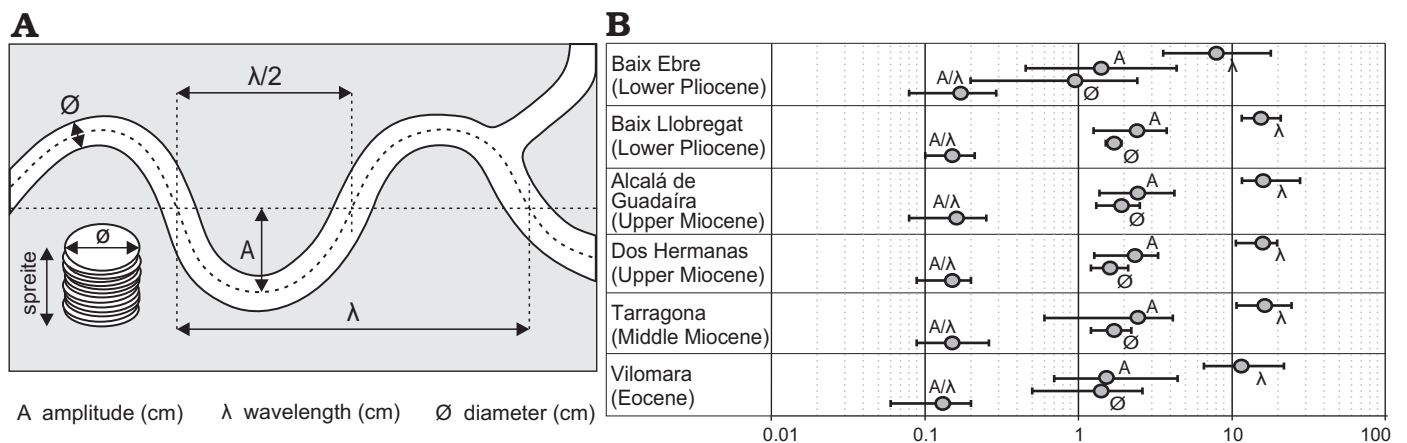 A
λ/2
Ø
A
ø
spreite
λ
A amplitude (cm) λ wavelength (cm) Ø diameter (cm)
B
Baix Ebre
(Lower Pliocene)
A
λ
A/λ
Ø
Baix Llobregat
(Lower Pliocene)
A
λ
A/λ
Ø
Alcalá de
Guadaíra
(Upper Miocene)
A
λ
A/λ
Ø
Dos Hermanas
(Upper Miocene)
A
λ
A/λ
Ø
Tarragona
(Middle Miocene)
A
λ
A/λ
Ø
Vilomara
(Eocene)
A
λ
A/λ
Ø
0.01 0.1 1 10 100